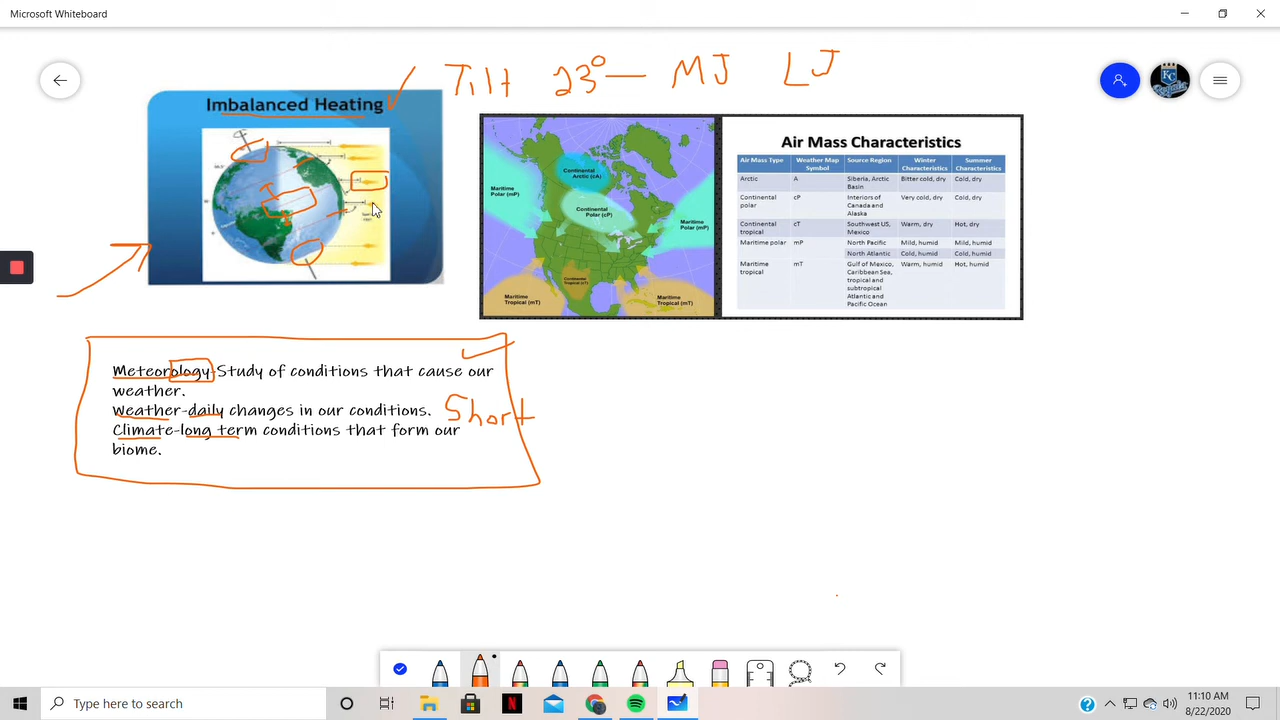 Microsoft Whiteboard
Tilt 23° — MJ LJ
Imbalanced Heating
Continental
Arctic (cA)
Maritime
Polar (mP)
Continental
Polar (cP)
Maritime
Polar (mP)
Continental
Tropical (cT)
Maritime
Tropical (mT)
Maritime
Tropical (mT)
Air Mass Characteristics
Air Mass Type Weather Map Symbol Source Region Winter Characteristics Summer Characteristics
Arctic A Siberia, Arctic Basin Bitter cold, dry Cold, dry
Continental polar cP Interiors of Canada and Alaska Very cold, dry Cold, dry
Continental tropical cT Southwest US, Mexico Warm, dry Hot, dry
Maritime polar mP North Pacific Mild, humid Mild, humid
North Atlantic Cold, humid Cold, humid
Maritime tropical mT Gulf of Mexico, Caribbean Sea, tropical and subtropical Atlantic and Pacific Ocean Warm, humid Hot, humid
Meteorology-Study of conditions that cause our
weather.
Weather-daily changes in our conditions. Short
Climate-long term conditions that form our
biome.
Type here to search
11:10 AM
8/22/2020